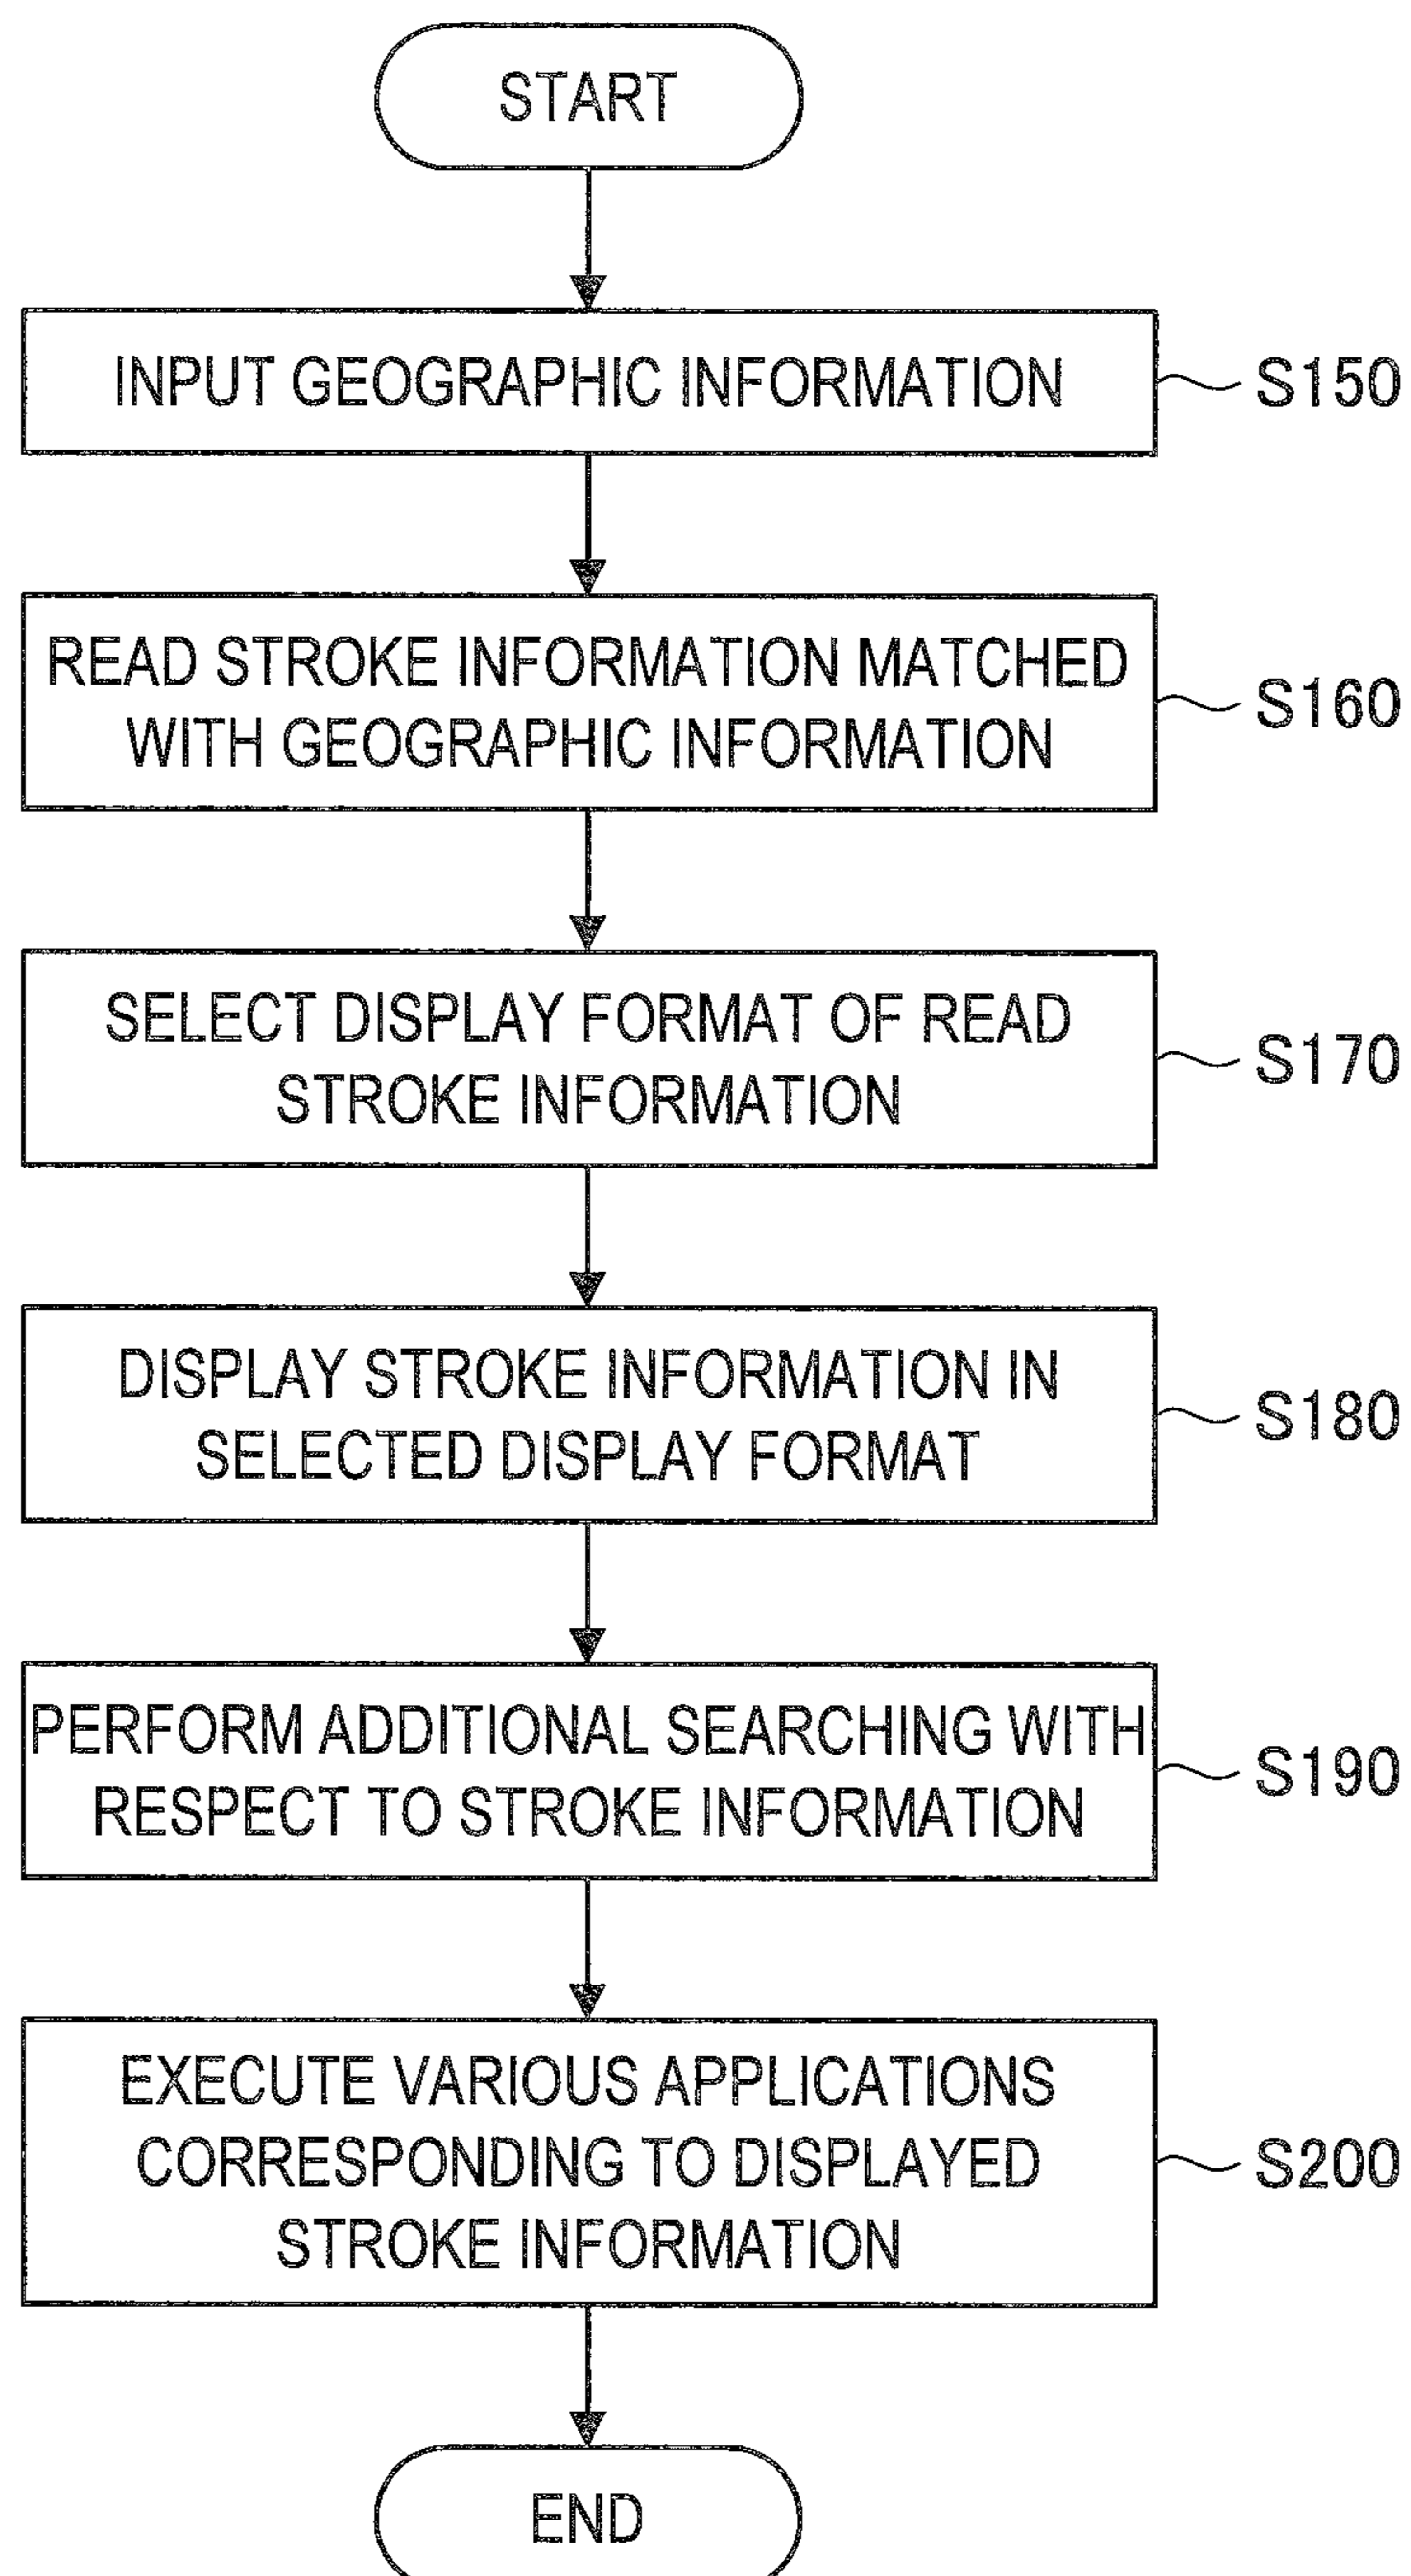 START
INPUT GEOGRAPHIC INFORMATION
S150
READ STROKE INFORMATION MATCHED
WITH GEOGRAPHIC INFORMATION
S160
SELECT DISPLAY FORMAT OF READ
STROKE INFORMATION
S170
DISPLAY STROKE INFORMATION IN
SELECTED DISPLAY FORMAT
S180
PERFORM ADDITIONAL SEARCHING WITH
RESPECT TO STROKE INFORMATION
S190
EXECUTE VARIOUS APPLICATIONS
CORRESPONDING TO DISPLAYED
STROKE INFORMATION
S200
END